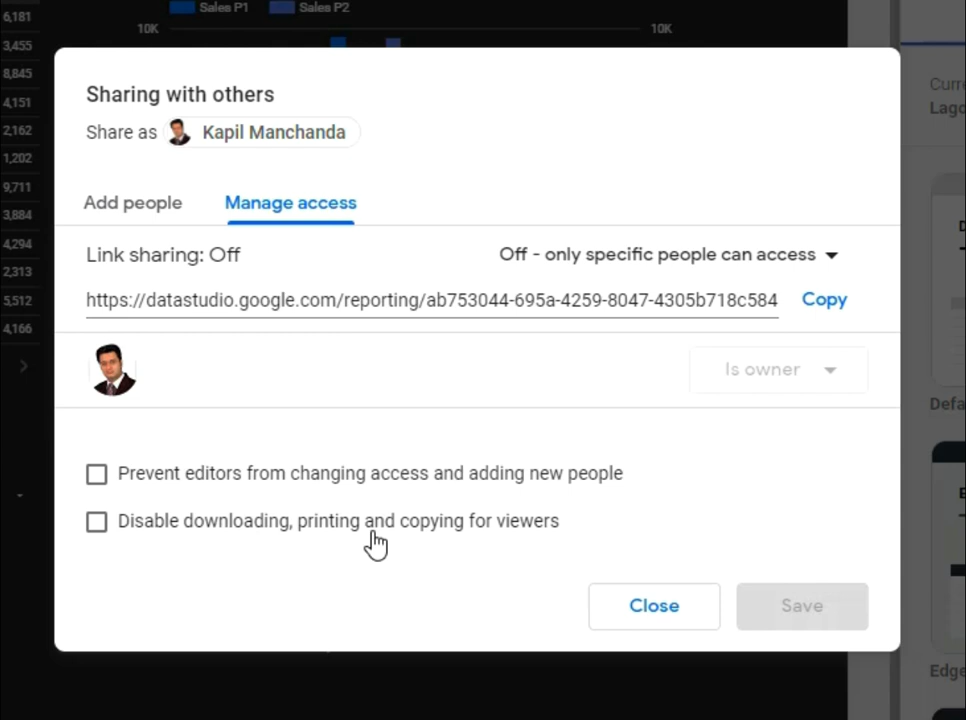 6,181
Sales P1
Sales P2
10K
10K
3,455
8,845
4,151
2,162
1,202
9,711
3,884
4,294
2,313
5,512
4,166
Sharing with others
Share as Kapil Manchanda
Add people
Manage access
Link sharing: Off
Off - only specific people can access
https://datastudio.google.com/reporting/ab753044-695a-4259-8047-4305b718c584
Copy
Is owner
Prevent editors from changing access and adding new people
Disable downloading, printing and copying for viewers
Close
Save
Curre
Lago
Defa
Edge